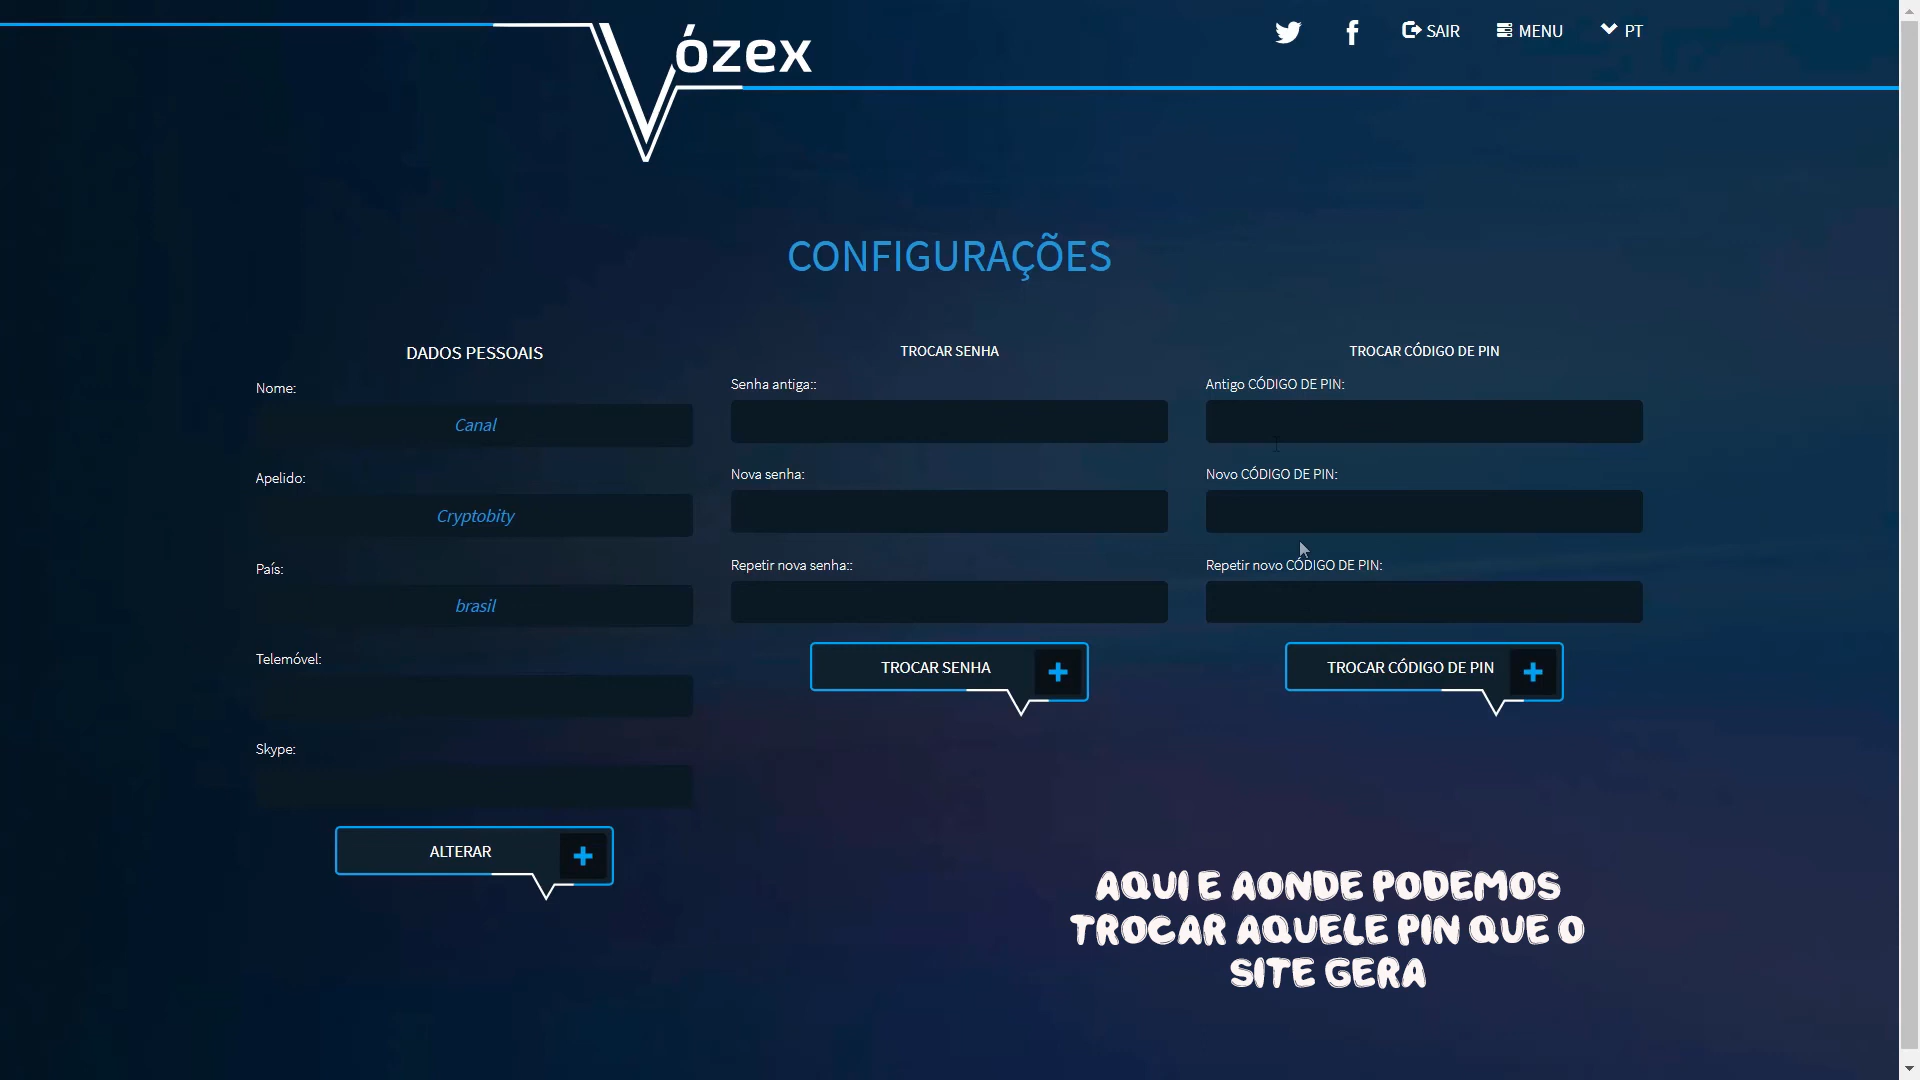 Vózex
SAIR
MENU
PT
CONFIGURAÇÕES
DADOS PESSOAIS
Nome:
Canal
Apelido:
Cryptobity
País:
brasil
Telemóvel:
Skype:
ALTERAR
TROCAR SENHA
Senha antiga::
Nova senha:
Repetir nova senha::
TROCAR SENHA
TROCAR CÓDIGO DE PIN
Antigo CÓDIGO DE PIN:
Novo CÓDIGO DE PIN:
Repetir novo CÓDIGO DE PIN:
TROCAR CÓDIGO DE PIN
AQUI E AONDE PODEMOS
TROCAR AQUELE PIN QUE O
SITE GERA